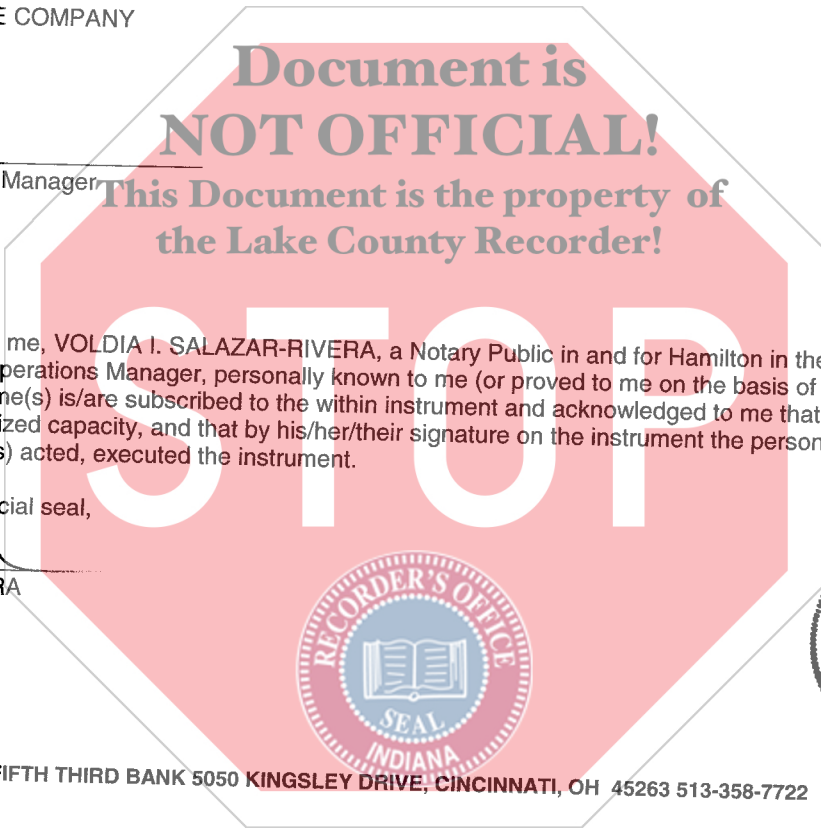 E COMPANY
Document is
NOT OFFICIAL!
Manager
This Document is the property of
the Lake County Recorder!
STOP
me, VOLDIA I. SALAZAR-RIVERA, a Notary Public in and for Hamilton in the
perations Manager, personally known to me (or proved to me on the basis of
ne(s) is/are subscribed to the within instrument and acknowledged to me that
ized capacity, and that by his/her/their signature on the instrument the person
s) acted, executed the instrument.
cial seal,
RA
RECORDER'S OFFICE
SEAL
INDIANA
FIFTH THIRD BANK 5050 KINGSLEY DRIVE, CINCINNATI, OH 45263 513-358-7722